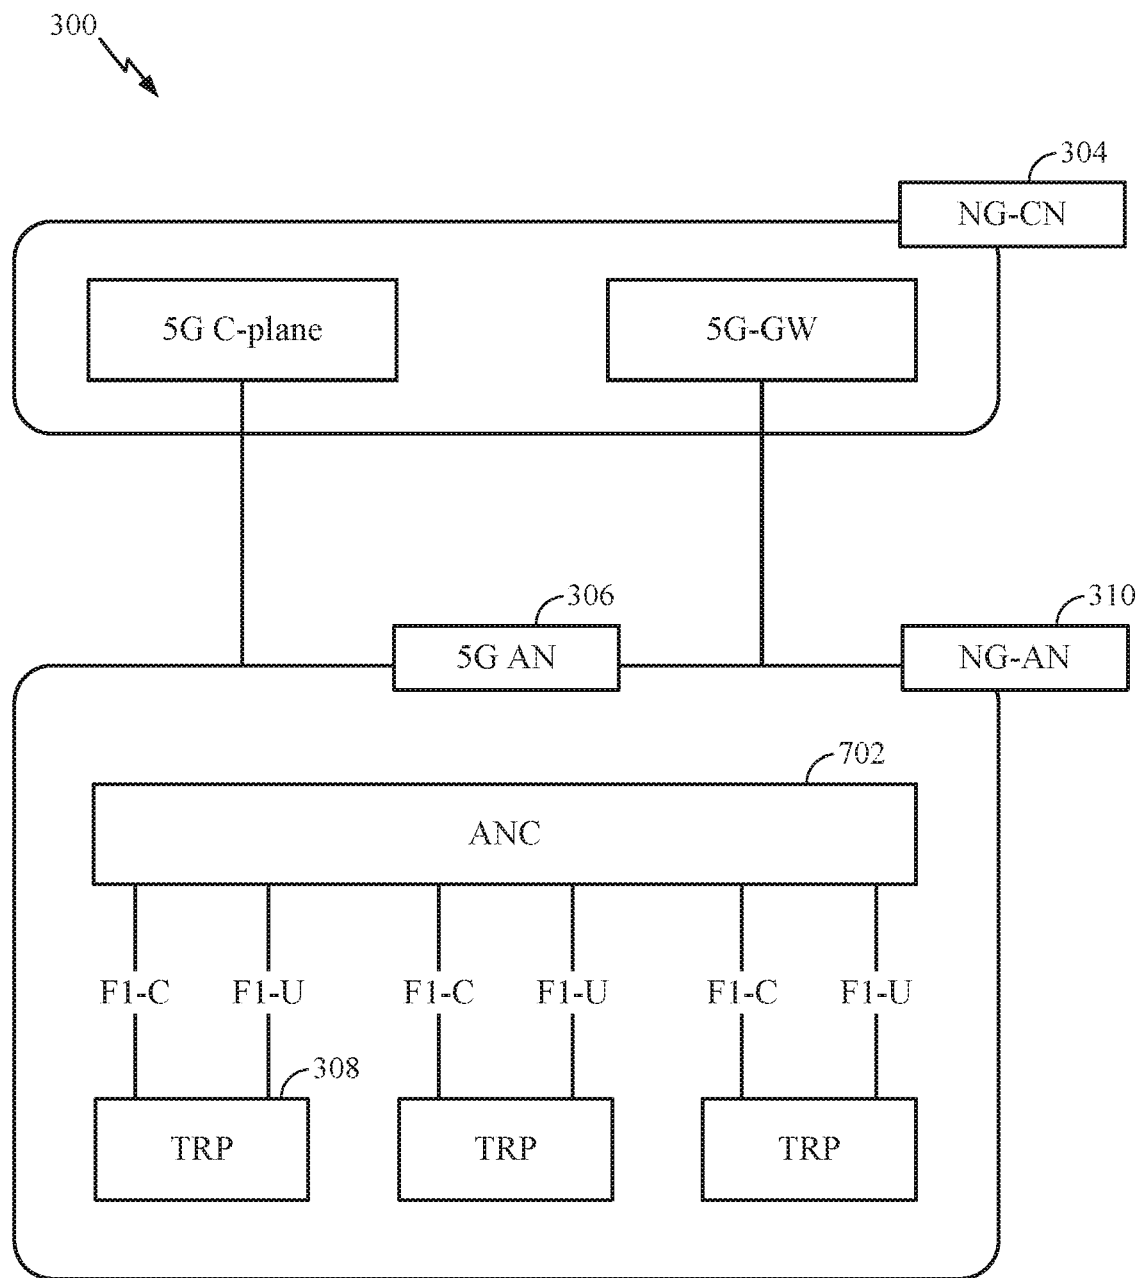 300
304
NG-CN
5G C-plane
5G-GW
306
310
5G AN
NG-AN
702
ANC
F1-C
F1-U
F1-C
F1-U
F1-C
F1-U
308
TRP
TRP
TRP